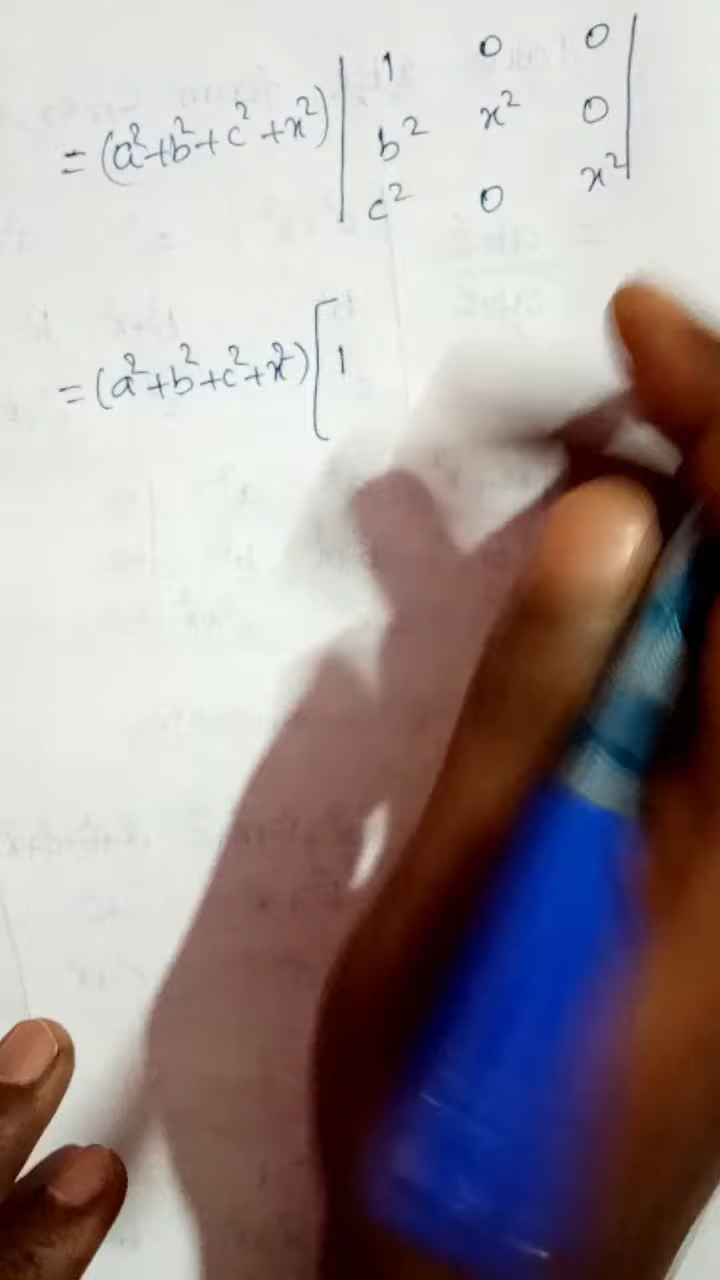 = (a²+b²+c²+x²) | 1 0 0 |
| b² x² 0 |
| c² 0 x² |
= (a²+b²+c²+x²) [ 1